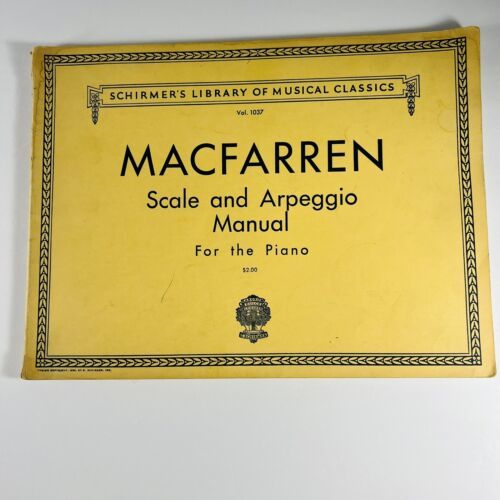 SCHIRMER'S LIBRARY OF MUSICAL CLASSICS
Vol. 1037
MACFARREN
Scale and Arpeggio
Manual
For the Piano
$2.00